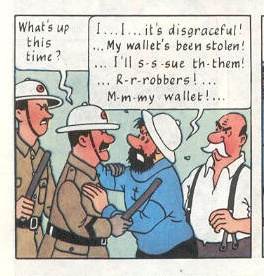 What's up
this
time?
I... I... it's disgraceful!
...My wallet's been stolen!
... I'll s-s-sue th-them!
... R-r-robbers!...
M-m-my wallet!...